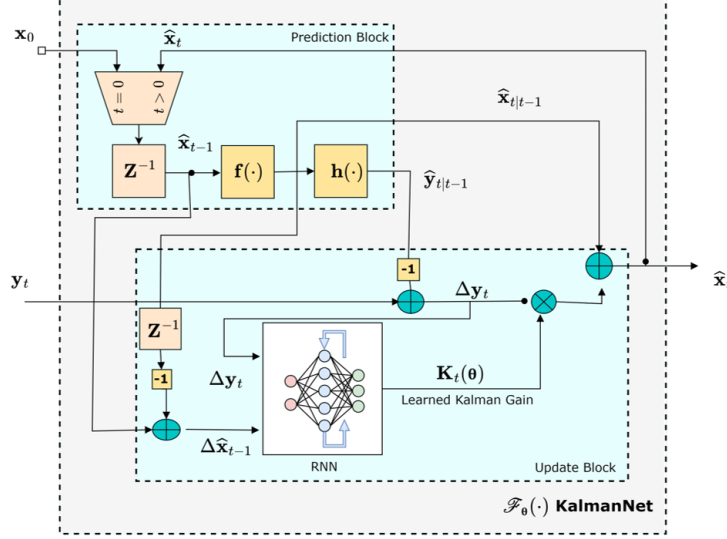 x₀
x̂ₜ
Prediction Block
t = 0
t > 0
x̂ₜ|ₜ₋₁
Z⁻¹
x̂ₜ₋₁
f(·)
h(·)
ŷₜ|ₜ₋₁
-1
yₜ
Δyₜ
x̂
Z⁻¹
-1
Δyₜ
Kₜ(θ)
Learned Kalman Gain
Δx̂ₜ₋₁
RNN
Update Block
ℱ_θ(·) KalmanNet